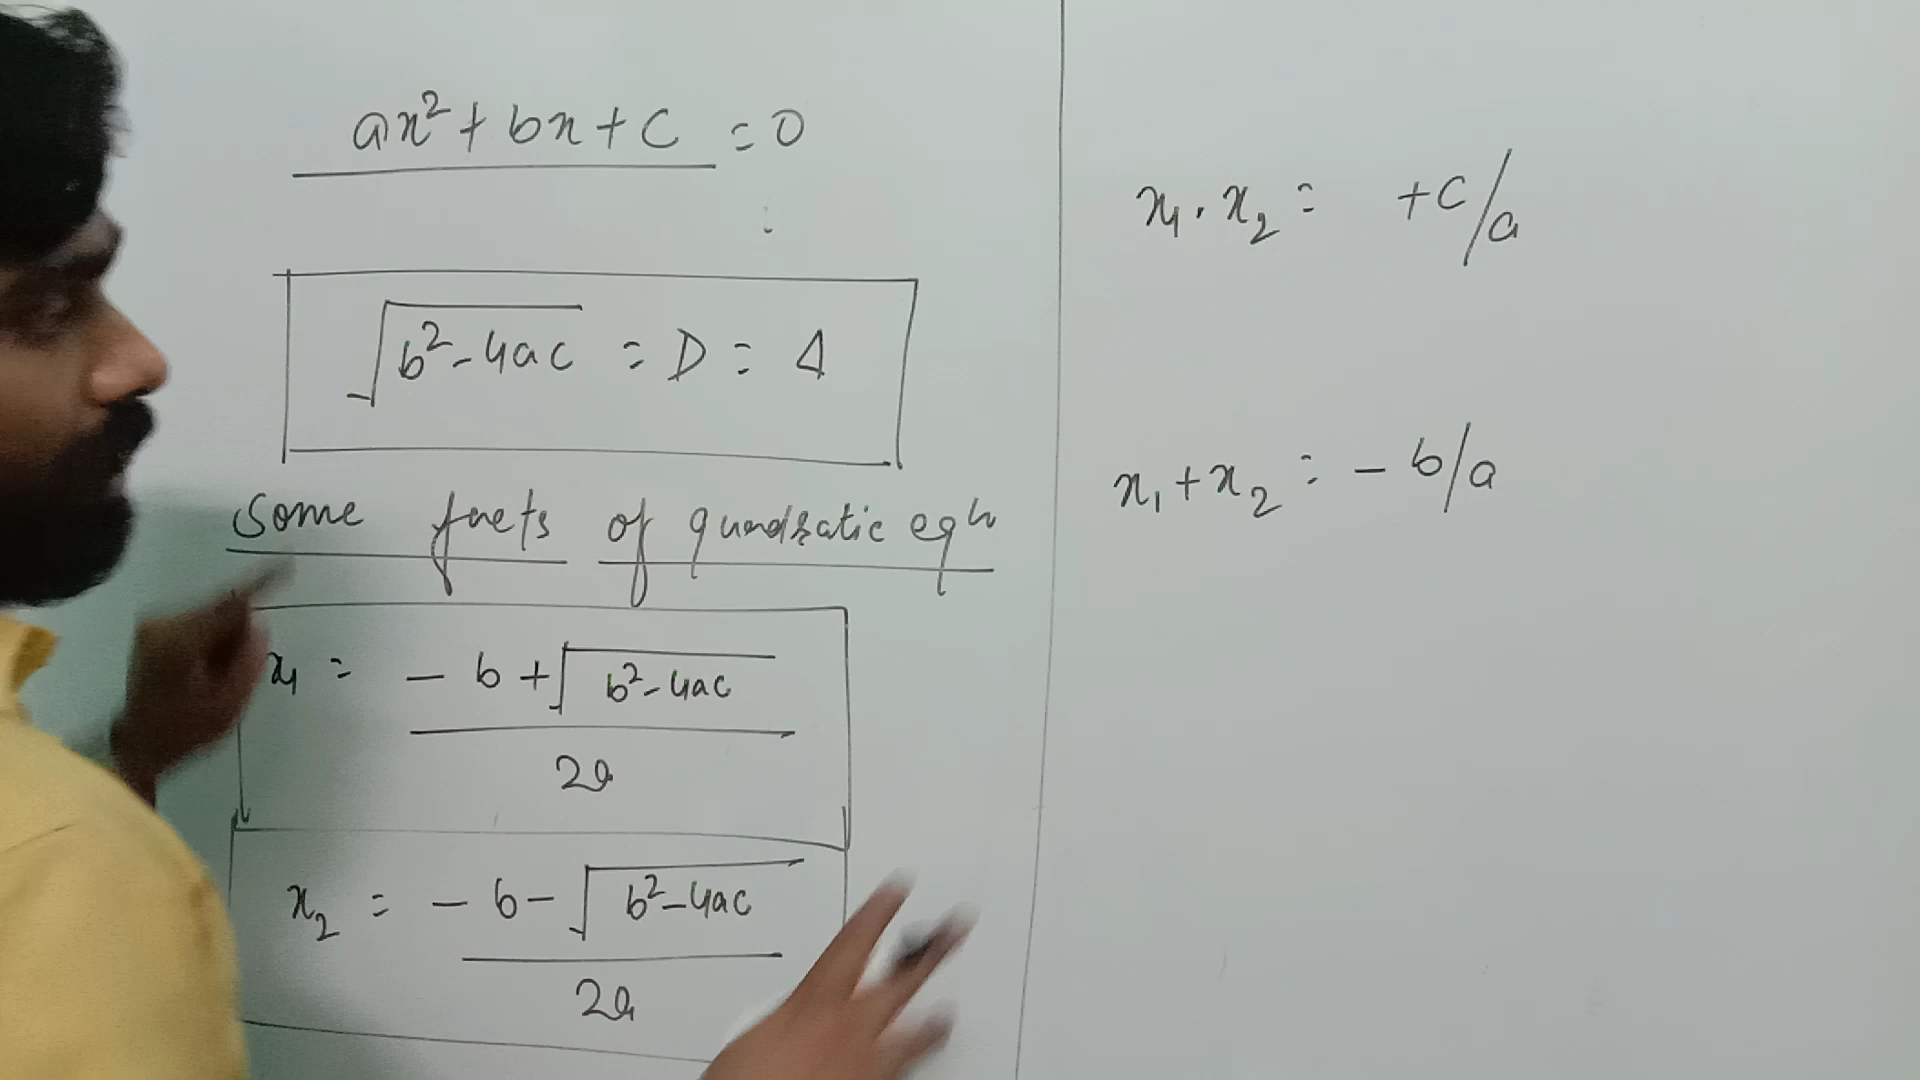 ax² + bx + c = 0
√(b² - 4ac) = D = Δ
Some facts of quadratic eqn
x₁ = (- b + √(b² - 4ac)) / 2a
x₂ = (- b - √(b² - 4ac)) / 2a
x₁ . x₂ = + c/a
x₁ + x₂ = - b/a